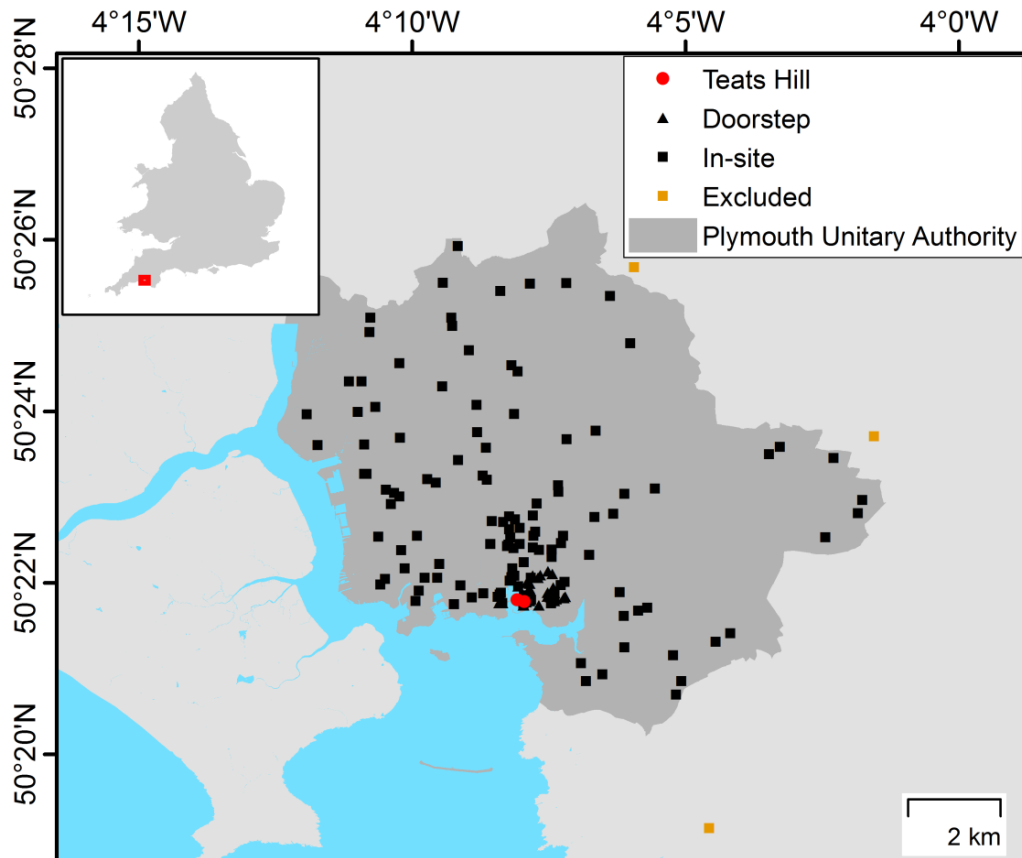 4°15'W 4°10'W 4°5'W 4°0'W
50°28'N
50°26'N
50°24'N
50°22'N
50°20'N
Teats Hill
Doorstep
In-site
Excluded
Plymouth Unitary Authority
2 km